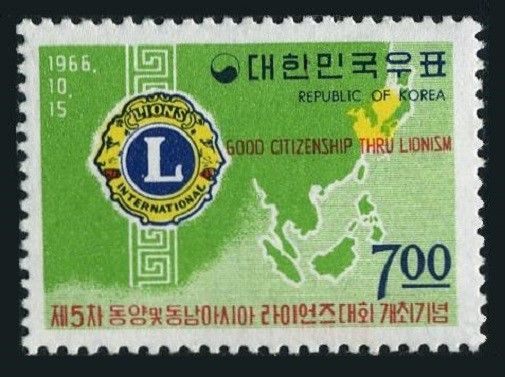 1966.
10.
15
대한민국우표
REPUBLIC OF KOREA
GOOD CITIZENSHIP THRU LIONISM
LIONS
L
INTERNATIONAL
7.00
제5차 동양및동남아시아 라이언즈대회 개최기념